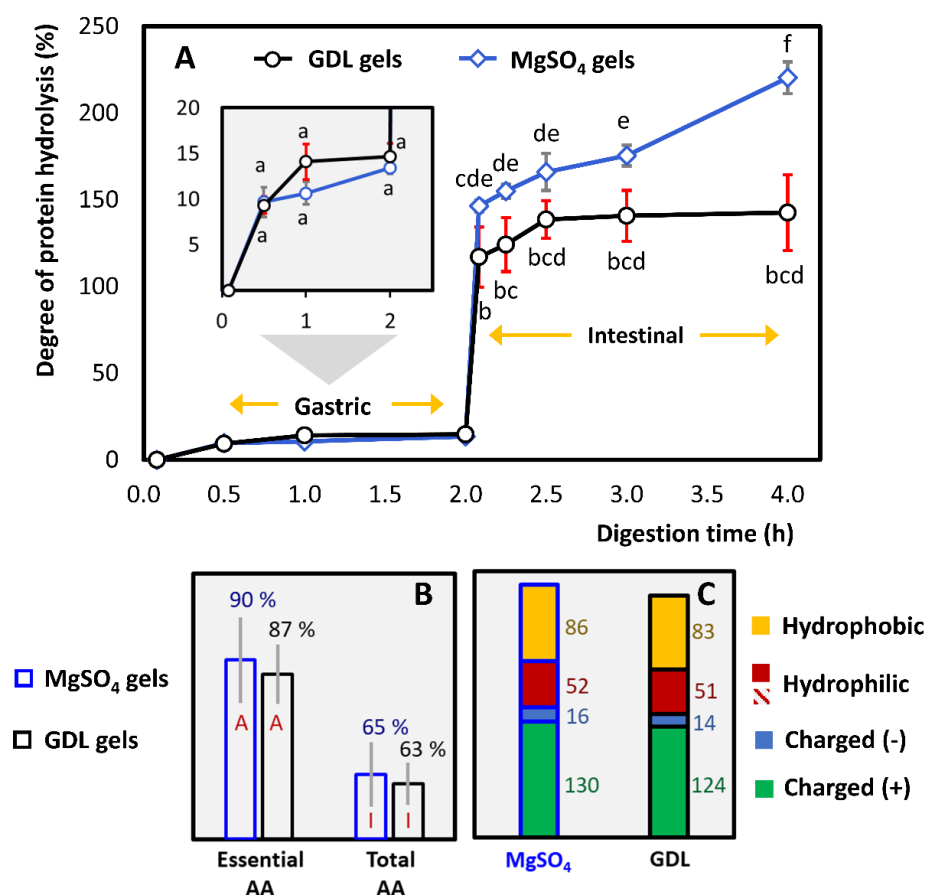 250
200
150
100
50
0
Degree of protein hydrolysis (%)
A
GDL gels
MgSO₄ gels
20
15
10
5
0
1
2
a
a
a
a
a
a
cde
de
de
e
f
b
bc
bcd
bcd
bcd
Intestinal
Gastric
0.0 0.5 1.0 1.5 2.0 2.5 3.0 3.5 4.0
Digestion time (h)
MgSO₄ gels
GDL gels
B
90 %
87 %
65 %
63 %
A
A
I
I
Essential
AA
Total
AA
C
86
52
16
130
83
51
14
124
MgSO₄
GDL
Hydrophobic
Hydrophilic
Charged (-)
Charged (+)